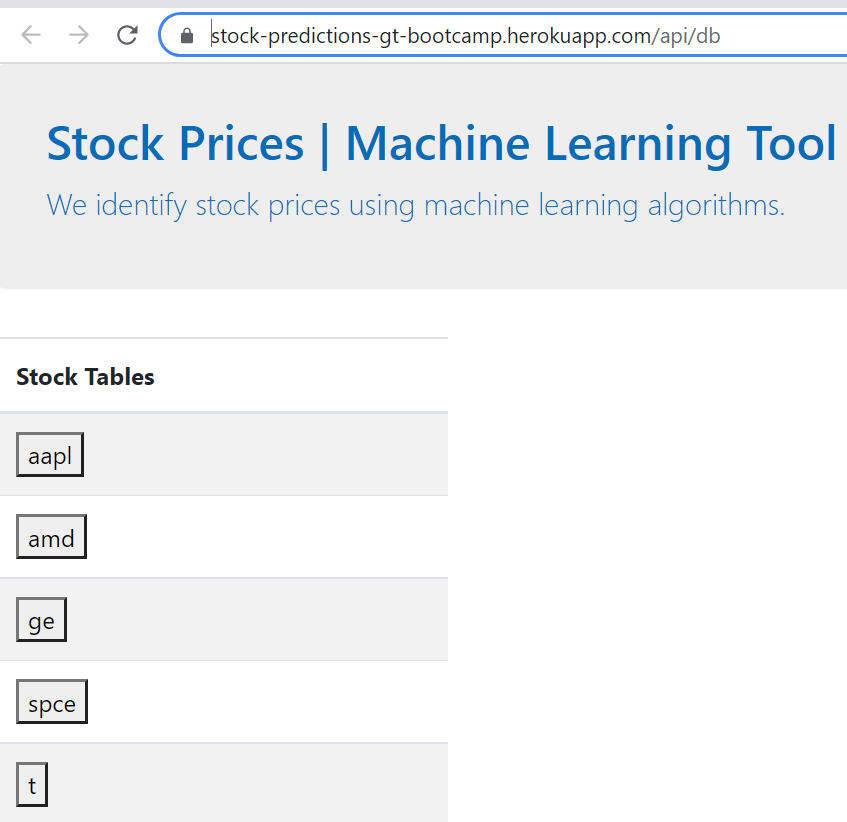 stock-predictions-gt-bootcamp.herokuapp.com/api/db
Stock Prices | Machine Learning Tool
We identify stock prices using machine learning algorithms.
Stock Tables
aapl
amd
ge
spce
t